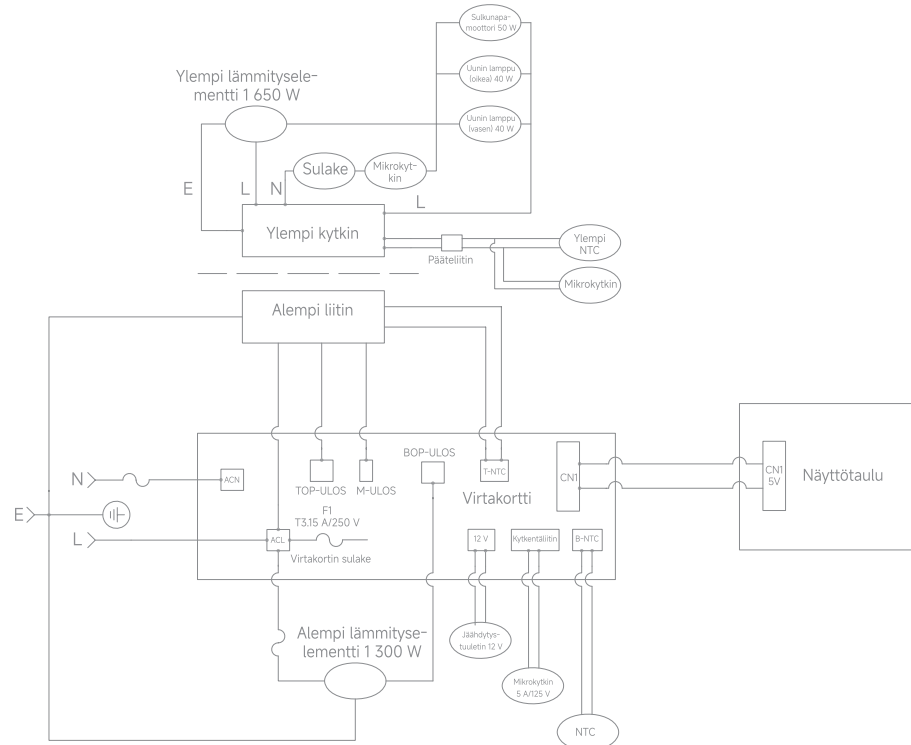 Sulkunapa-
moottori 50 W
Uunin lamppu
(oikea) 40 W
Uunin lamppu
(vasen) 40 W
Ylempi lämmitysele-
mentti 1 650 W
Sulake
Mikrokyt-
kin
E
L
N
L
Ylempi kytkin
Pääteliitin
Ylempi
NTC
Mikrokytkin
Alempi liitin
N
E
L
ACN
TOP-ULOS
M-ULOS
BOP-ULOS
T-NTC
Virtakortti
CN1
CN1
5V
Näyttötaulu
F1
T3.15 A/250 V
ACL
Virtakortin sulake
12 V
Kytkentäliitin
B-NTC
Alempi lämmityse-
lementti 1 300 W
Jäähdytys-
tuuletin 12 V
Mikrokytkin
5 A/125 V
NTC